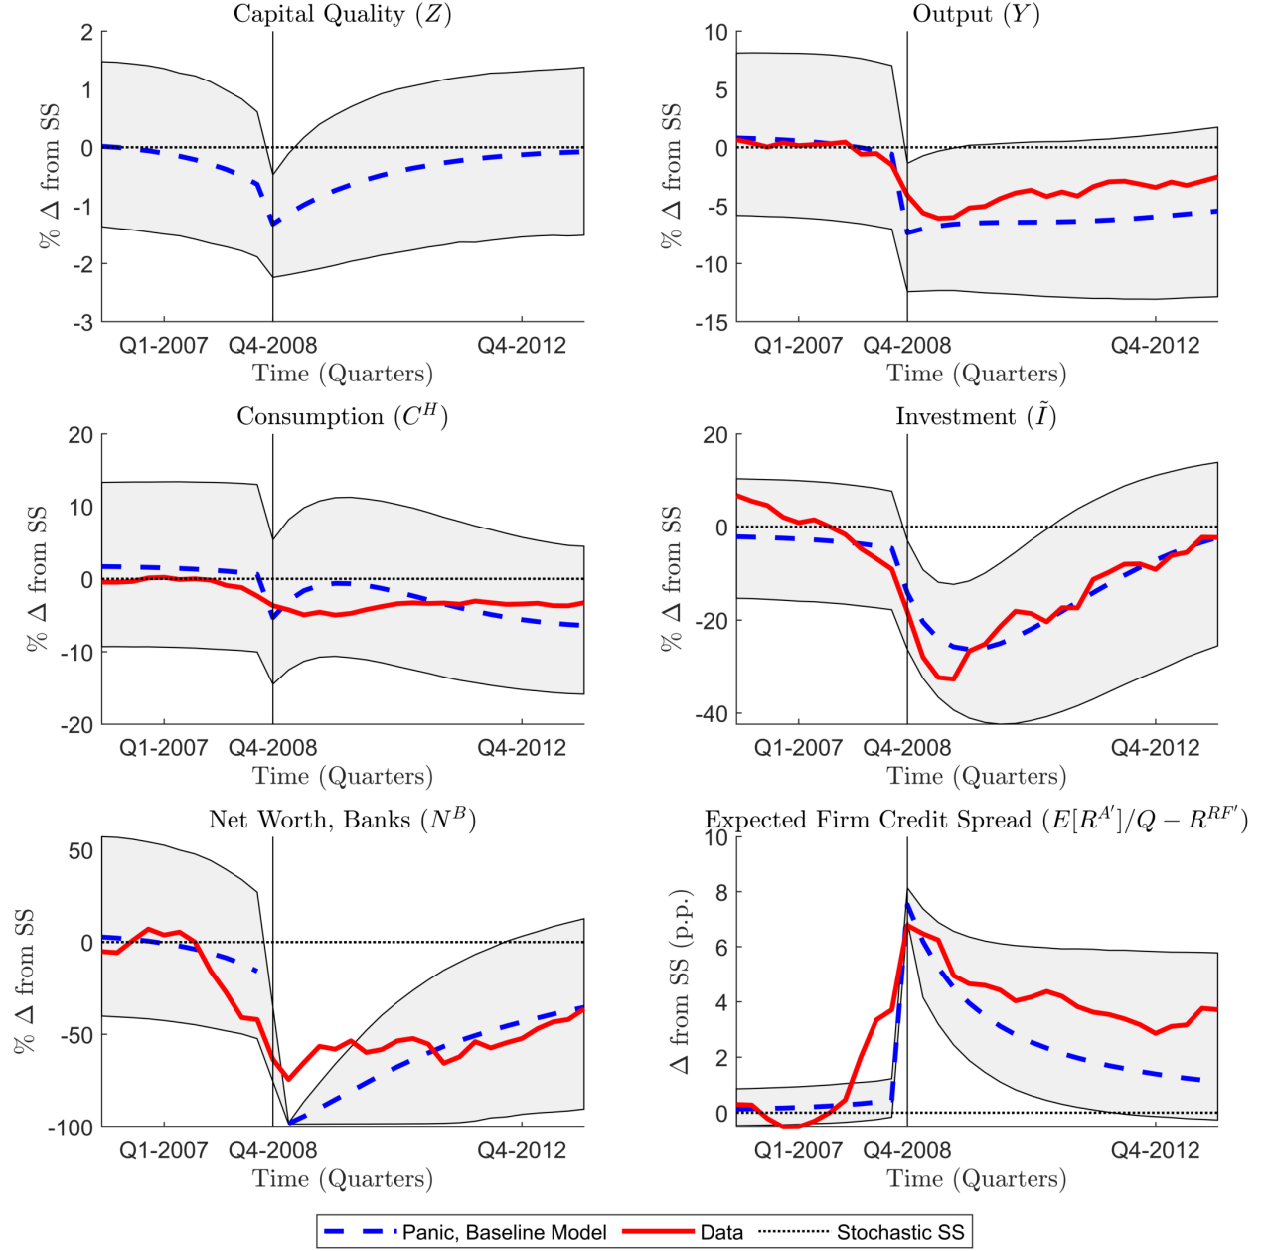 Capital Quality (Z)
% Δ from SS
2
1
0
-1
-2
-3
Q1-2007 Q4-2008 Q4-2012
Time (Quarters)
Output (Y)
% Δ from SS
10
5
0
-5
-10
-15
Q1-2007 Q4-2008 Q4-2012
Time (Quarters)
Consumption (C^H)
% Δ from SS
20
10
0
-10
-20
Q1-2007 Q4-2008 Q4-2012
Time (Quarters)
Investment (Ĩ)
% Δ from SS
20
0
-20
-40
Q1-2007 Q4-2008 Q4-2012
Time (Quarters)
Net Worth, Banks (N^B)
% Δ from SS
50
0
-50
-100
Q1-2007 Q4-2008 Q4-2012
Time (Quarters)
Expected Firm Credit Spread (E[R^{A′}]/Q − R^{RF′})
Δ from SS (p.p.)
10
8
6
4
2
0
Q1-2007 Q4-2008 Q4-2012
Time (Quarters)
Panic, Baseline Model Data Stochastic SS